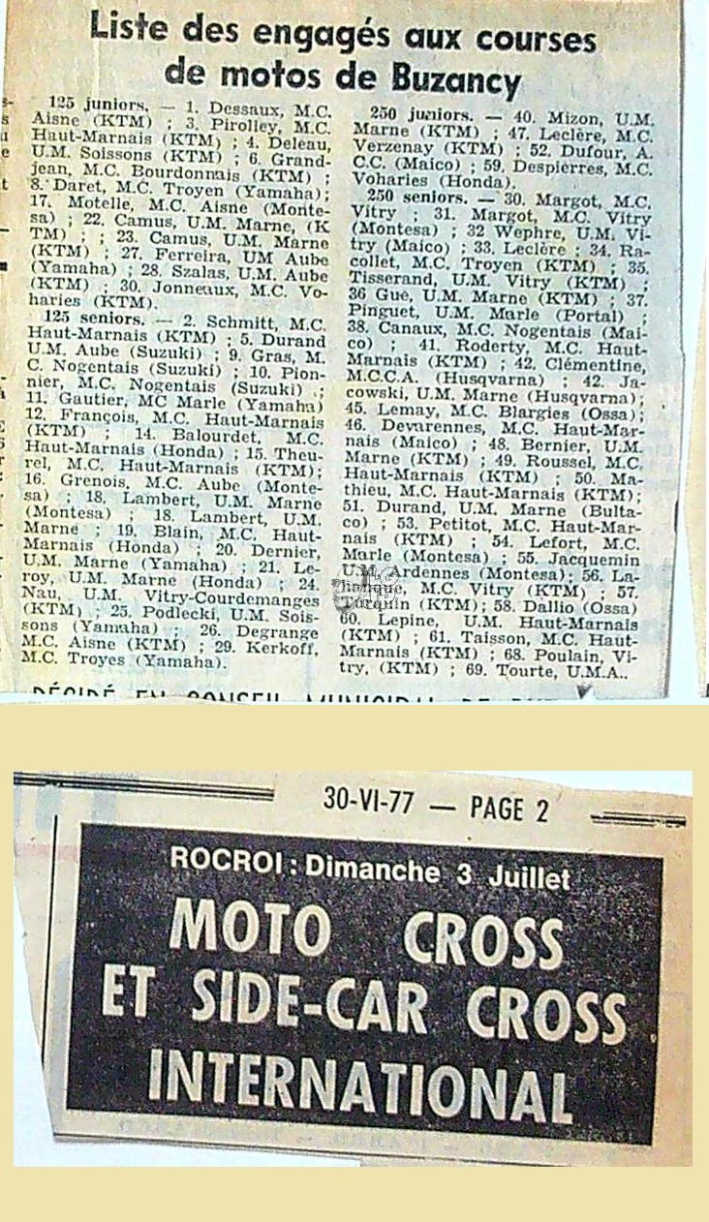 Liste des engagés aux courses
de motos de Buzancy
125 juniors. — 1. Dessaux, M.C.
Aisne (KTM) ; 3. Pirolley, M.C.
Haut-Marnais (KTM) ; 4. Deleau,
U.M. Soissons (KTM) ; 6. Grand-
jean, M.C. Bourdonnais (KTM) ;
8. Daret, M.C. Troyen (Yamaha);
17. Motelle, M.C. Aisne (Monte-
sa) ; 22. Camus, U.M. Marne, (K
TM) ; ; 23. Camus, U.M. Marne
(KTM) ; 27. Ferreira, UM Aube
(Yamaha) ; 28. Szalas, U.M. Aube
(KTM) ; 30. Jonneaux, M.C. Vo-
haries (KTM).
125 seniors. — 2. Schmitt, M.C.
Haut-Marnais (KTM) ; 5. Durand
U.M. Aube (Suzuki) ; 9. Gras, M.
C. Nogentais (Suzuki) ; 10. Pion-
nier, M.C. Nogentais (Suzuki) ;
11. Gautier, MC Marle (Yamaha)
12. François, M.C. Haut-Marnais
(KTM) ; 14. Balourdet, M.C.
Haut-Marnais (Honda) ; 15. Theu-
rel, M.C. Haut-Marnais (KTM);
16. Grenois, M.C. Aube (Monte-
sa) ; 18. Lambert, U.M. Marne
(Montesa) ; 18. Lambert, U.M.
Marne ; 19. Blain, M.C. Haut-
Marnais (Honda) ; 20. Dernier,
U.M. Marne (Yamaha) ; 21. Le-
roy, U.M. Marne (Honda) ; 24.
Nau, U.M. Vitry-Courdemanges
(KTM) ; 25. Podlecki, U.M. Sois-
sons (Yamaha) ; 26. Degrange
M.C. Aisne (KTM) ; 29. Kerkoff,
M.C. Troyes (Yamaha).
250 juniors. — 40. Mizon, U.M.
Marne (KTM) ; 47. Leclère, M.C.
Verzenay (KTM) ; 52. Dufour, A.
C.C. (Maico) ; 59. Despierres, M.C.
Voharies (Honda).
250 seniors. — 30. Margot, M.C.
Vitry ; 31. Margot, M.C. Vitry
(Montesa) ; 32 Wephre, U.M. Vi-
try (Maico) ; 33. Leclère ; 34. Ra-
collet, M.C. Troyen (KTM) ; 35.
Tisserand, U.M. Vitry (KTM) ;
36 Gué, U.M. Marne (KTM) ; 37.
Pinguet, U.M. Marle (Portal) ;
38. Canaux, M.C. Nogentais (Mai-
co) ; 41. Roderty, M.C. Haut-
Marnais (KTM) ; 42. Clémentine,
M.C.C.A. (Husqvarna) ; 42. Ja-
cowski, U.M. Marne (Husqvarna);
45. Lemay, M.C. Blargies (Ossa);
46. Devarennes, M.C. Haut-Mar-
nais (Maico) ; 48. Bernier, U.M.
Marne (KTM) ; 49. Roussel, M.C.
Haut-Marnais (KTM) ; 50. Ma-
thieu, M.C. Haut-Marnais (KTM);
51. Durand, U.M. Marne (Bulta-
co) ; 53. Petitot, M.C. Haut-Mar-
nais (KTM) ; 54. Lefort, M.C.
Marle (Montesa) ; 55. Jacquemin
U.M. Ardennes (Montesa); 56. La-
M.C. Vitry (KTM) ; 57.
Turquin (KTM); 58. Dallio (Ossa)
60. Lepine, U.M. Haut-Marnais
(KTM) ; 61. Taisson, M.C. Haut-
Marnais (KTM) ; 68. Poulain, Vi-
try, (KTM) ; 69. Tourte, U.M.A..
30-VI-77 — PAGE 2
ROCROI : Dimanche 3 Juillet
MOTO CROSS
ET SIDE-CAR CROSS
INTERNATIONAL